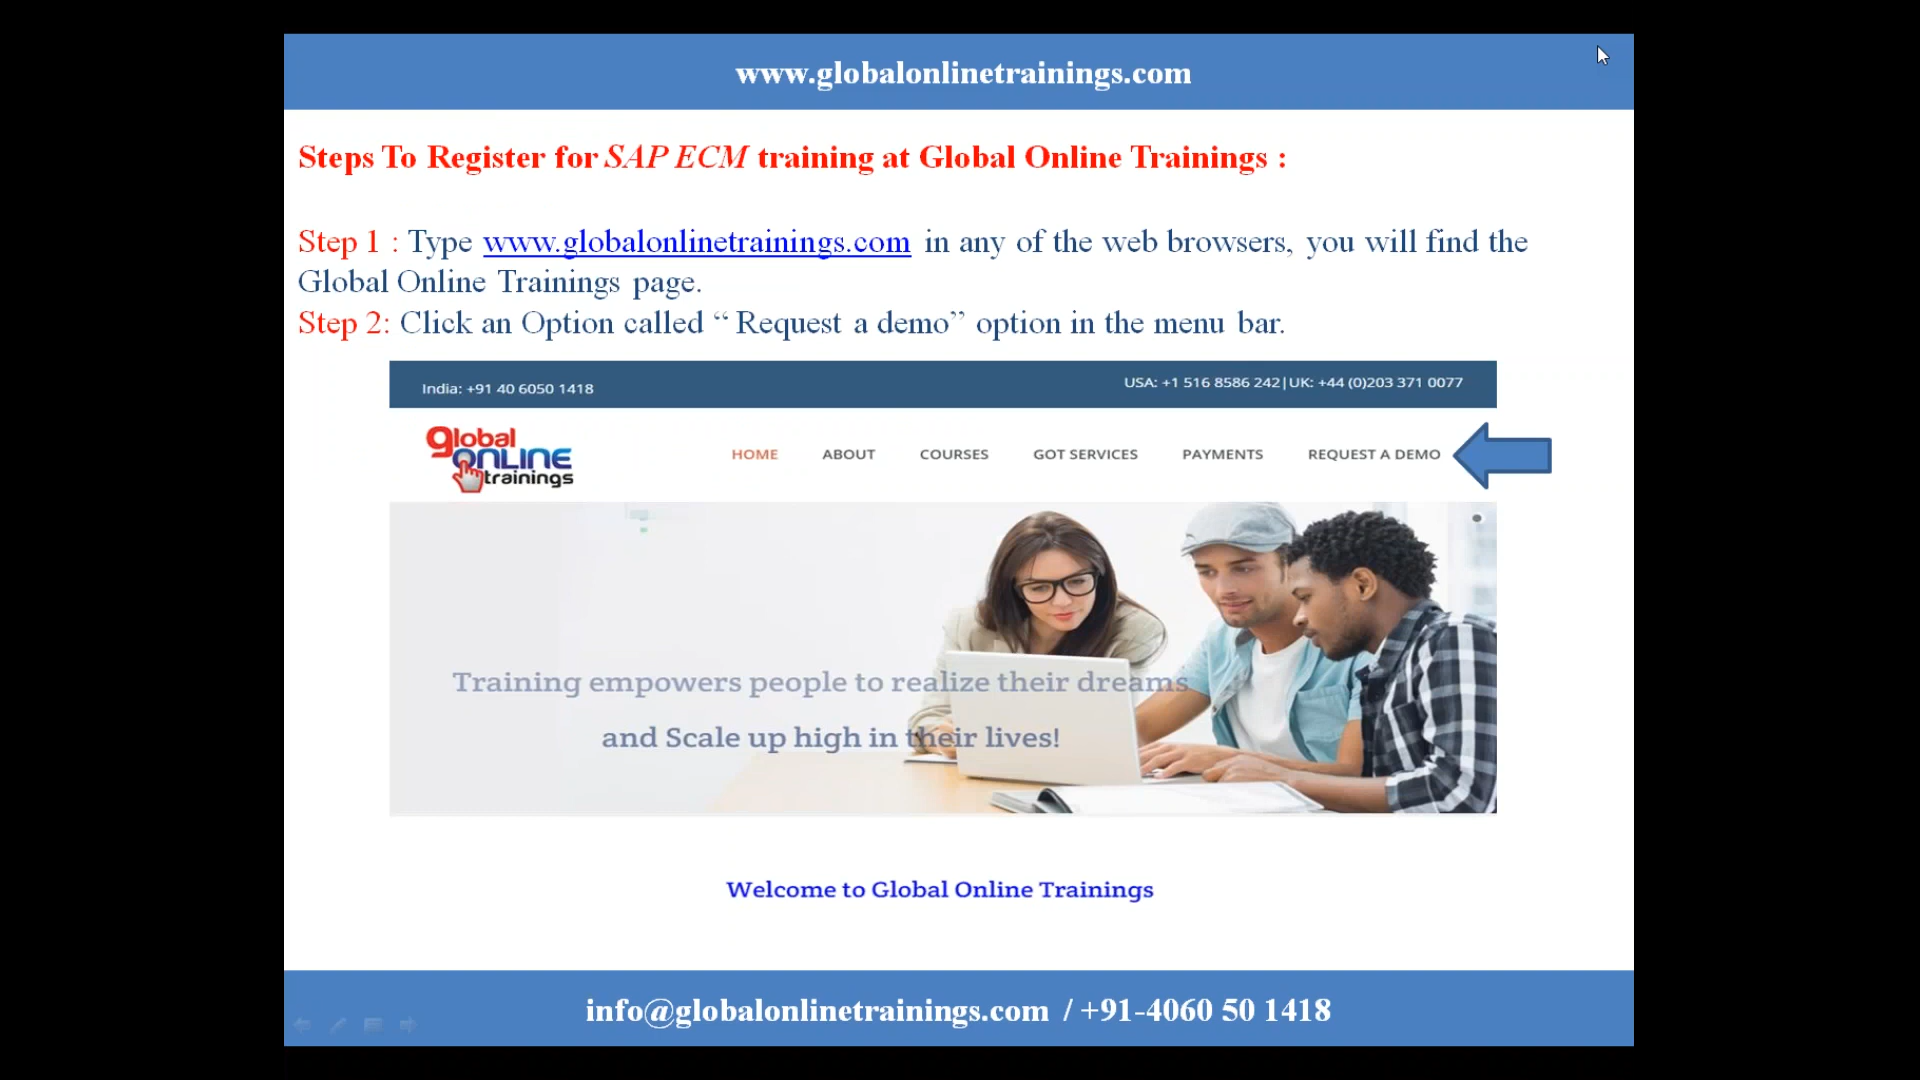 www.globalonlinetrainings.com
Steps To Register for SAP ECM training at Global Online Trainings :
Step 1 : Type www.globalonlinetrainings.com in any of the web browsers, you will find the
Global Online Trainings page.
Step 2: Click an Option called “ Request a demo” option in the menu bar.
India: +91 40 6050 1418
USA: +1 516 8586 242|UK: +44 (0)203 371 0077
global
ONLINE
trainings
HOME ABOUT COURSES GOT SERVICES PAYMENTS REQUEST A DEMO
Training empowers people to realize their dreams
and Scale up high in their lives!
Welcome to Global Online Trainings
info@globalonlinetrainings.com / +91-4060 50 1418